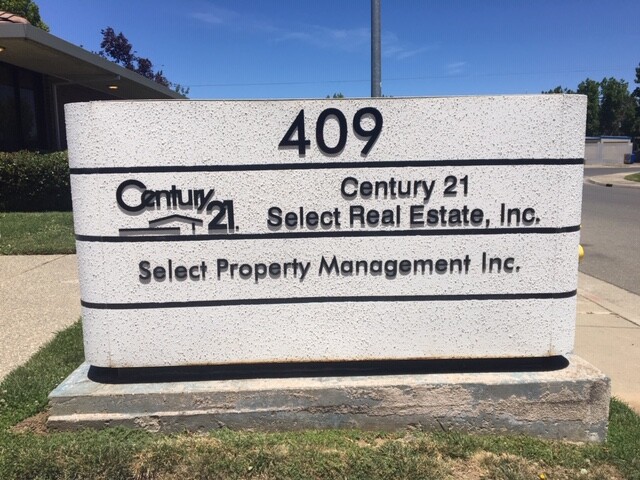 409
Century 21.
Century 21
Select Real Estate, Inc.
Select Property Management Inc.